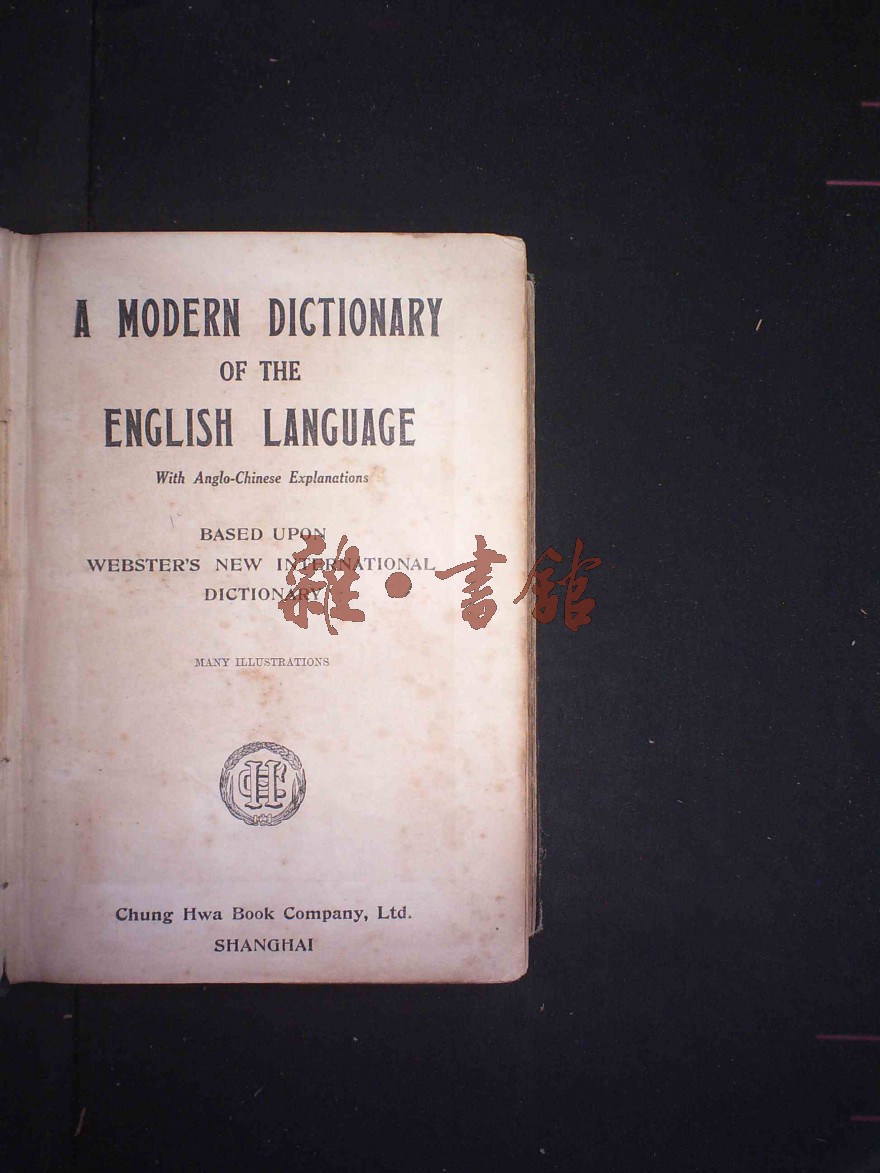 A MODERN DICTIONARY
OF THE
ENGLISH LANGUAGE
With Anglo-Chinese Explanations
BASED UPON
WEBSTER'S NEW INTERNATIONAL
DICTIONARY
雜·書館
MANY ILLUSTRATIONS
Chung Hwa Book Company, Ltd.
SHANGHAI